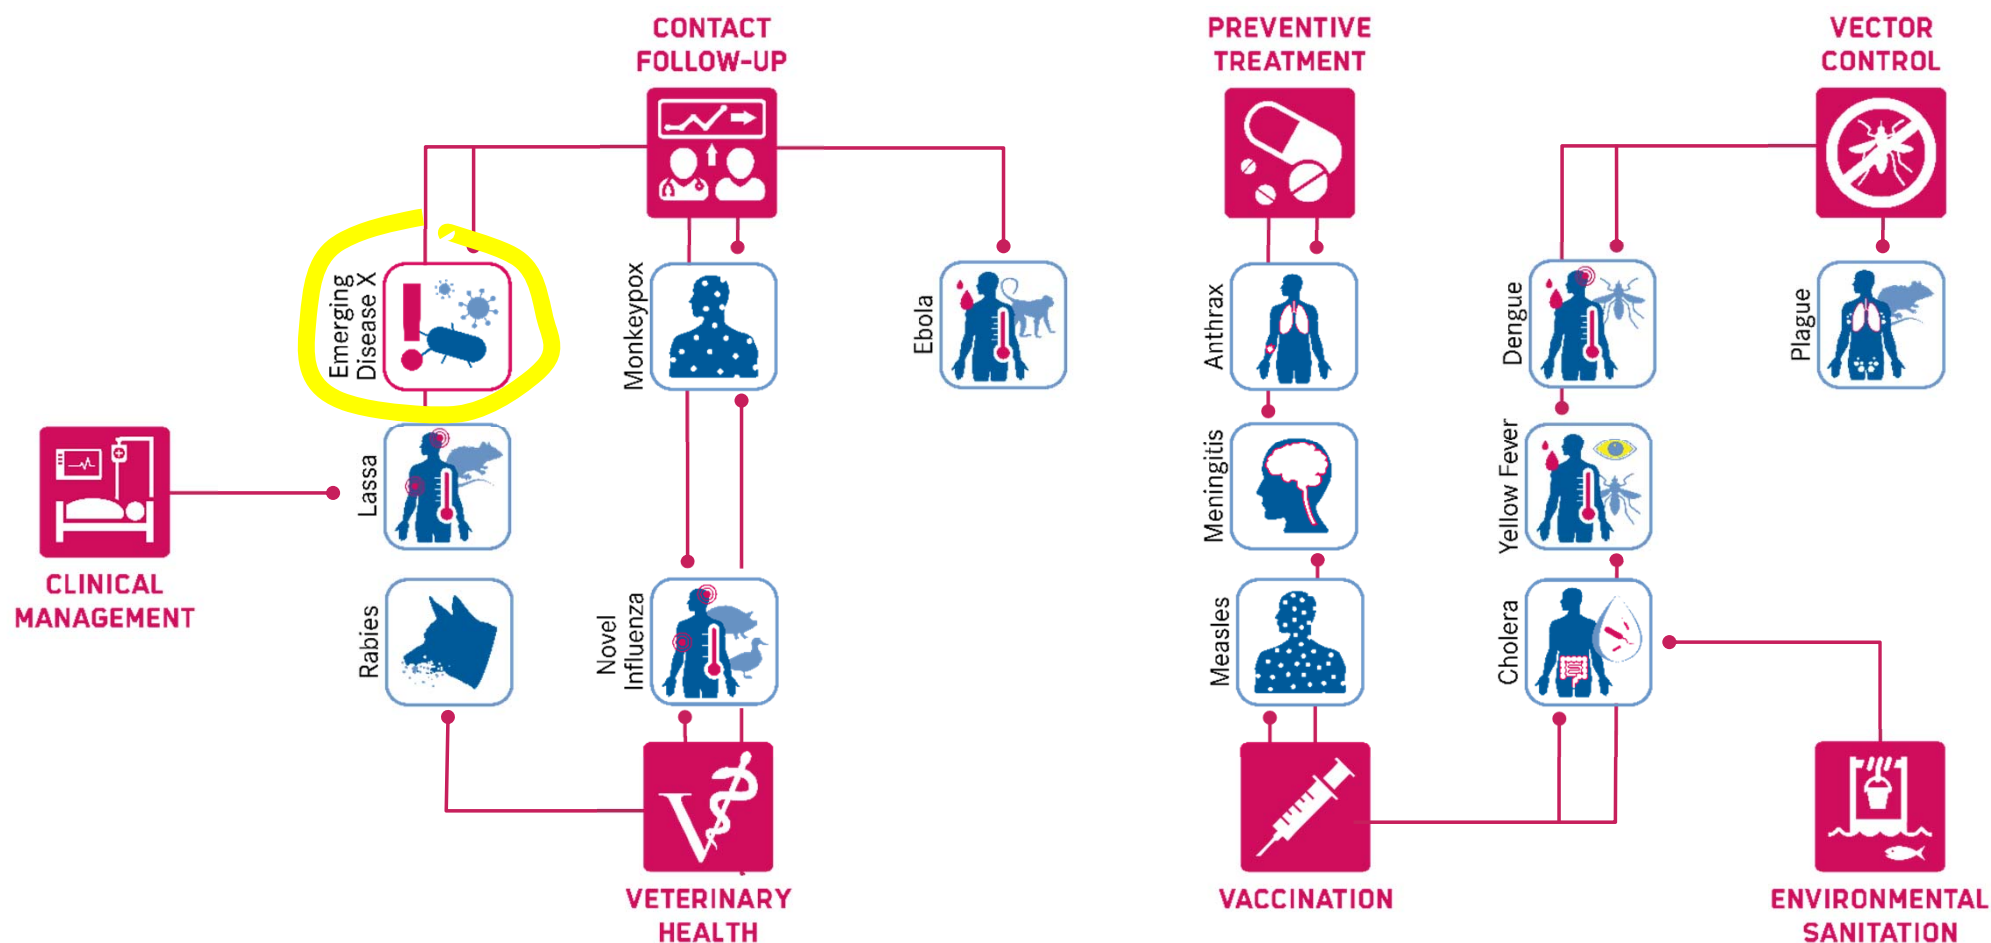 CONTACT
FOLLOW-UP
PREVENTIVE
TREATMENT
VECTOR
CONTROL
Emerging
Disease X
Monkeypox
Ebola
Anthrax
Dengue
Plague
CLINICAL
MANAGEMENT
Lassa
Meningitis
Yellow Fever
Rabies
Novel
Influenza
Measles
Cholera
VETERINARY
HEALTH
VACCINATION
ENVIRONMENTAL
SANITATION